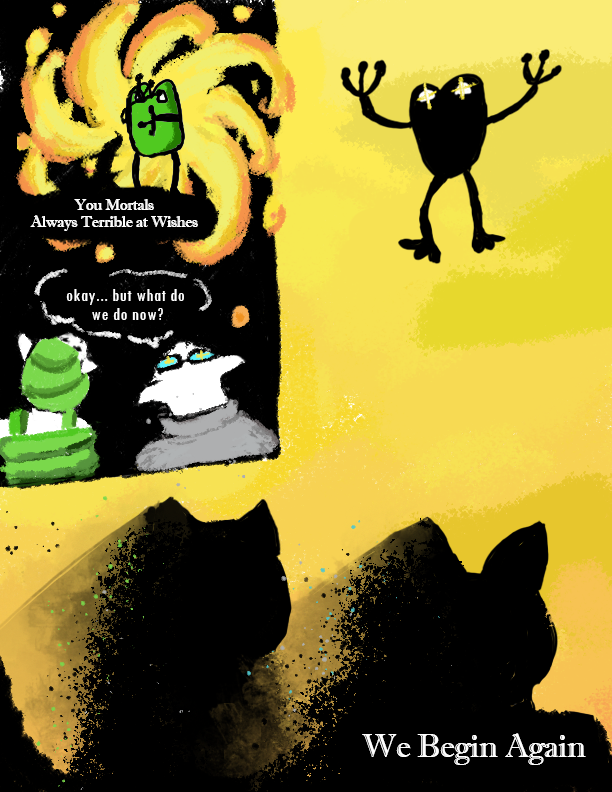 You Mortals
Always Terrible at Wishes
okay... but what do
we do now?
We Begin Again